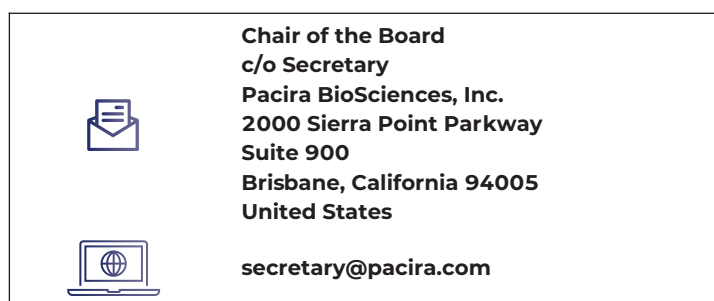 Chair of the Board
c/o Secretary
Pacira BioSciences, Inc.
2000 Sierra Point Parkway
Suite 900
Brisbane, California 94005
United States
secretary@pacira.com